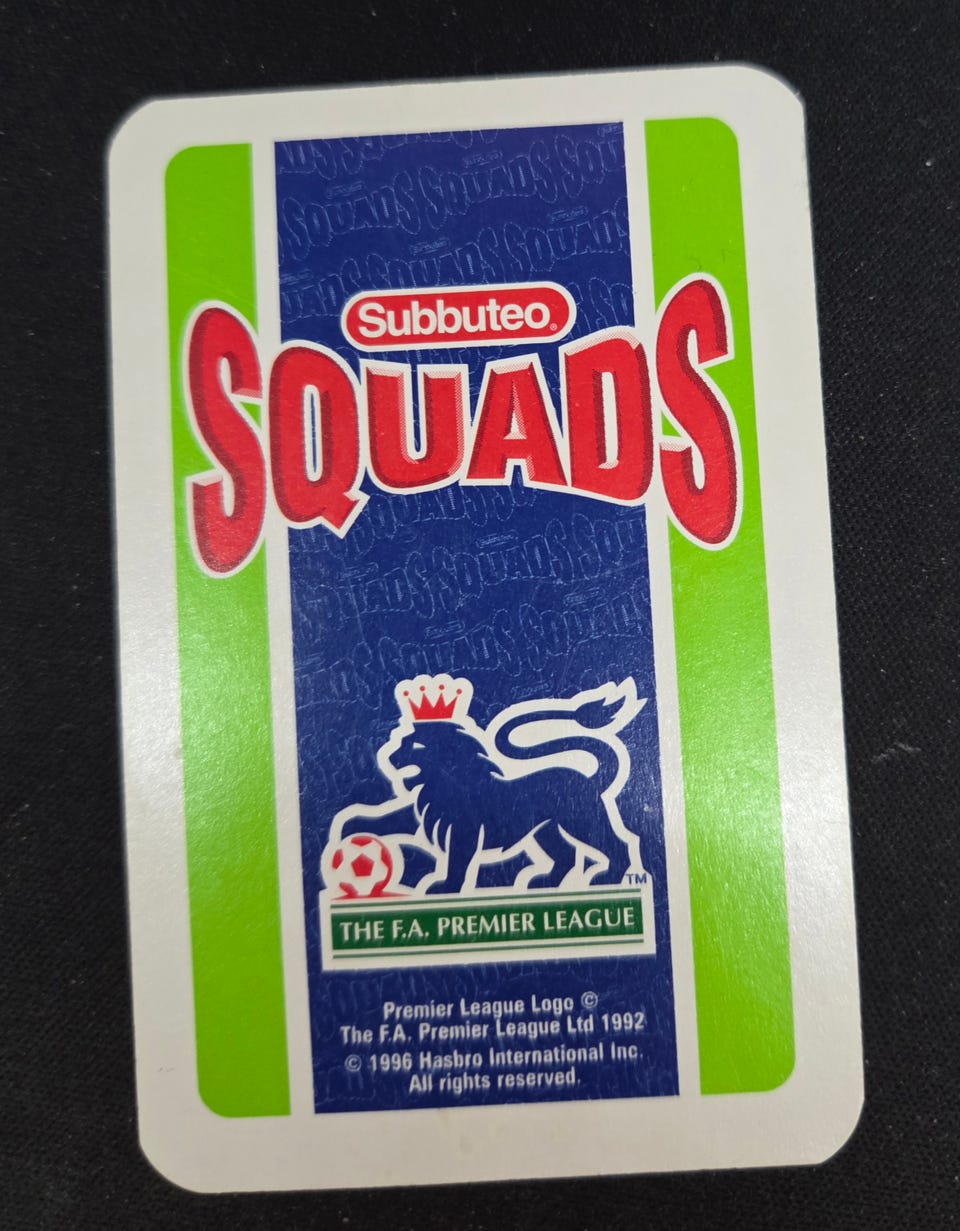 Subbuteo®
SQUADS
TM
THE F.A. PREMIER LEAGUE
Premier League Logo ©
The F.A. Premier League Ltd 1992
© 1996 Hasbro International Inc.
All rights reserved.